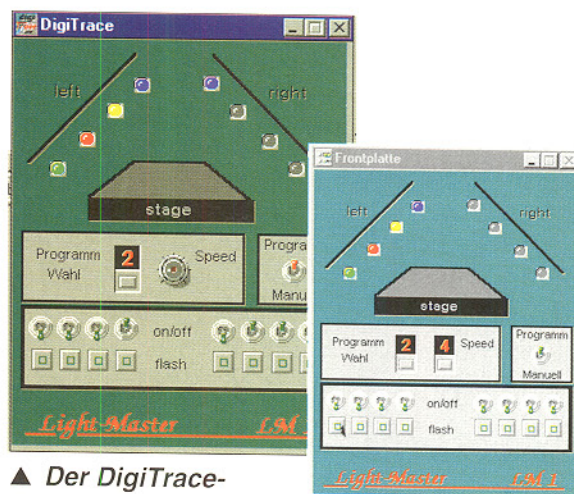 DigiTrace
left
right
stage
Programm
Wahl
2
Speed
Progra
Manu
on/off
flash
Light-Master
LM
Frontplatte
left
right
stage
Programm
Wahl
2
4
Speed
Programm
Manuell
on/off
flash
Light-Master
LM 1
▲ Der DigiTrace-